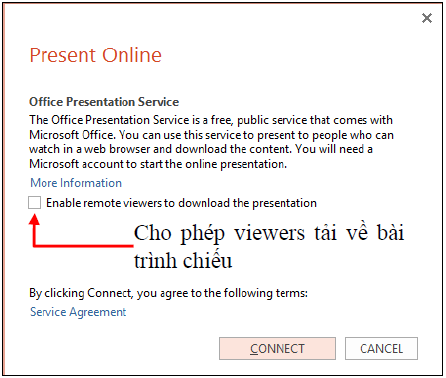 Present Online
Office Presentation Service
The Office Presentation Service is a free, public service that comes with
Microsoft Office. You can use this service to present to people who can
watch in a web browser and download the content. You will need a
Microsoft account to start the online presentation.
More Information
Enable remote viewers to download the presentation
Cho phép viewers tải về bài
trình chiếu
By clicking Connect, you agree to the following terms:
Service Agreement
CONNECT CANCEL